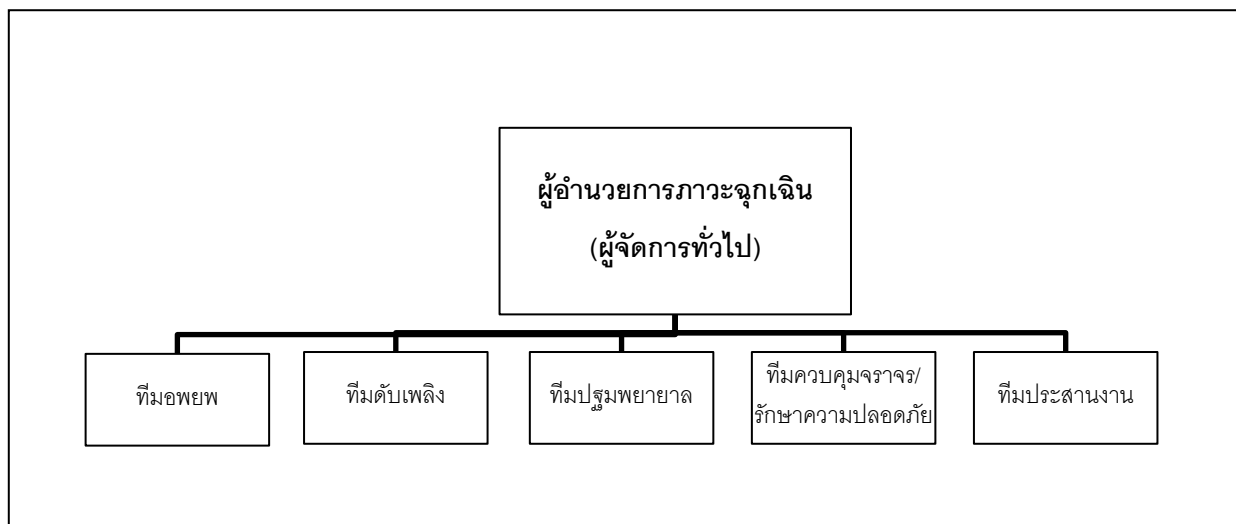 ผู้อำนวยการภาวะฉุกเฉิน
(ผู้จัดการทั่วไป)
ทีมอพยพ
ทีมดับเพลิง
ทีมปฐมพยายาล
ทีมควบคุมจราจร/
รักษาความปลอดภัย
ทีมประสานงาน